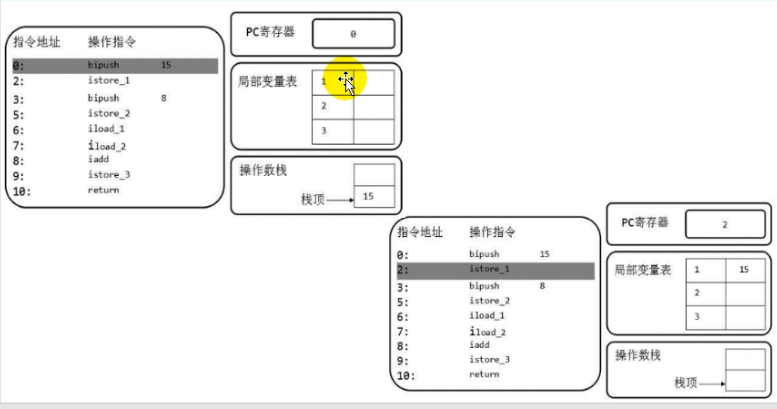 指令地址 操作指令
0: bipush 15
2: istore_1
3: bipush 8
5: istore_2
6: iload_1
7: iload_2
8: iadd
9: istore_3
10: return
PC寄存器 0
局部变量表 1
2
3
操作数栈
栈顶 15
指令地址 操作指令
0: bipush 15
2: istore_1
3: bipush 8
5: istore_2
6: iload_1
7: iload_2
8: iadd
9: istore_3
10: return
PC寄存器 2
局部变量表 1 15
2
3
操作数栈
栈顶